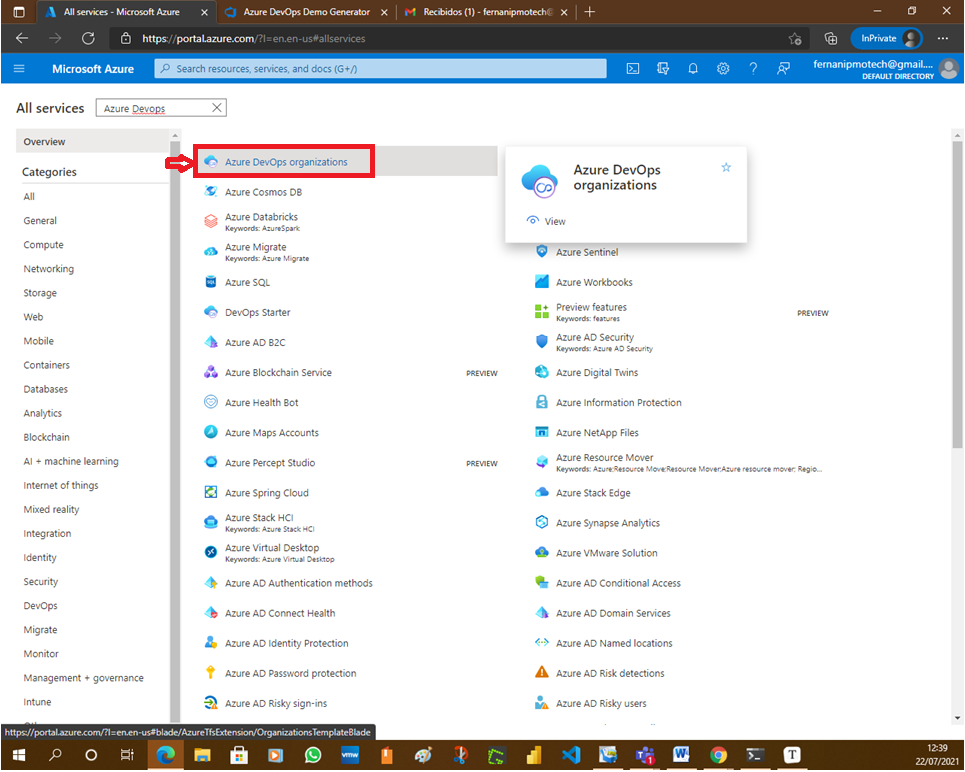 All services - Microsoft Azure
Azure DevOps Demo Generator
Recibidos (1) - fernanipmotech@
https://portal.azure.com/?l=en.en-us#allservices
InPrivate
Microsoft Azure
Search resources, services, and docs (G+/)
fernanipmotech@gmail....
DEFAULT DIRECTORY
All services
Azure Devops
Overview
Categories
All
General
Compute
Networking
Storage
Web
Mobile
Containers
Databases
Analytics
Blockchain
AI + machine learning
Internet of things
Mixed reality
Integration
Identity
Security
DevOps
Migrate
Monitor
Management + governance
Intune
Azure DevOps organizations
Azure Cosmos DB
Azure Databricks
Keywords: AzureSpark
Azure Migrate
Keywords: Azure Migrate
Azure SQL
DevOps Starter
Azure AD B2C
Azure Blockchain Service
PREVIEW
Azure Health Bot
Azure Maps Accounts
Azure Percept Studio
PREVIEW
Azure Spring Cloud
Azure Stack HCI
Keywords: Azure Stack HCI
Azure Virtual Desktop
Keywords: Azure Virtual Desktop
Azure AD Authentication methods
Azure AD Connect Health
Azure AD Identity Protection
Azure AD Password protection
Azure AD Risky sign-ins
Azure DevOps
organizations
View
Azure Sentinel
Azure Workbooks
Preview features
Keywords: features
PREVIEW
Azure AD Security
Keywords: Azure AD Security
Azure Digital Twins
Azure Information Protection
Azure NetApp Files
Azure Resource Mover
Keywords: Azure:Resource Move;Resource Mover;Azure resource mover: Regio...
Azure Stack Edge
Azure Synapse Analytics
Azure VMware Solution
Azure AD Conditional Access
Azure AD Domain Services
Azure AD Named locations
Azure AD Risk detections
Azure AD Risky users
https://portal.azure.com/?l=en.en-us#blade/AzureTfsExtension/OrganizationsTemplateBlade
vmw
W
T
1
12:39
22/07/2021